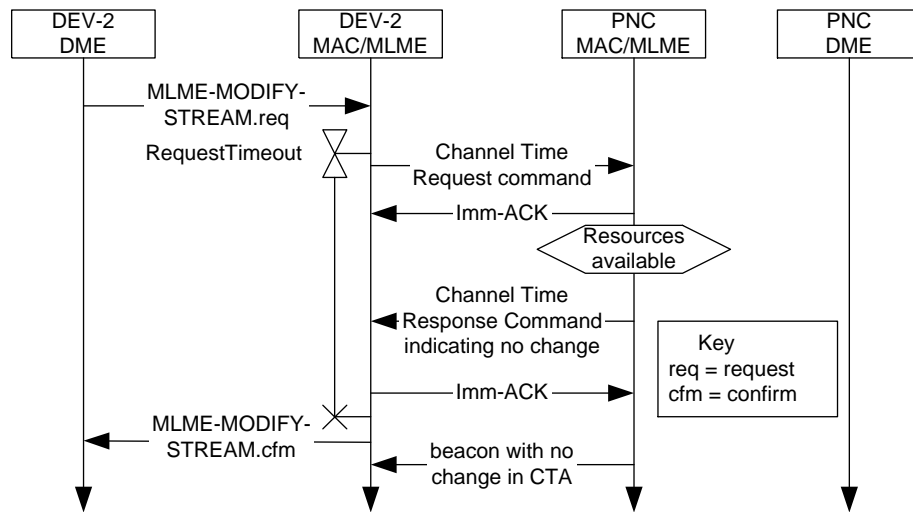 DEV-2
DME
DEV-2
MAC/MLME
PNC
MAC/MLME
PNC
DME
MLME-MODIFY-
STREAM.req
RequestTimeout
Channel Time
Request command
Imm-ACK
Resources
available
Channel Time
Response Command
indicating no change
Key
req = request
cfm = confirm
Imm-ACK
MLME-MODIFY-
STREAM.cfm
beacon with no
change in CTA